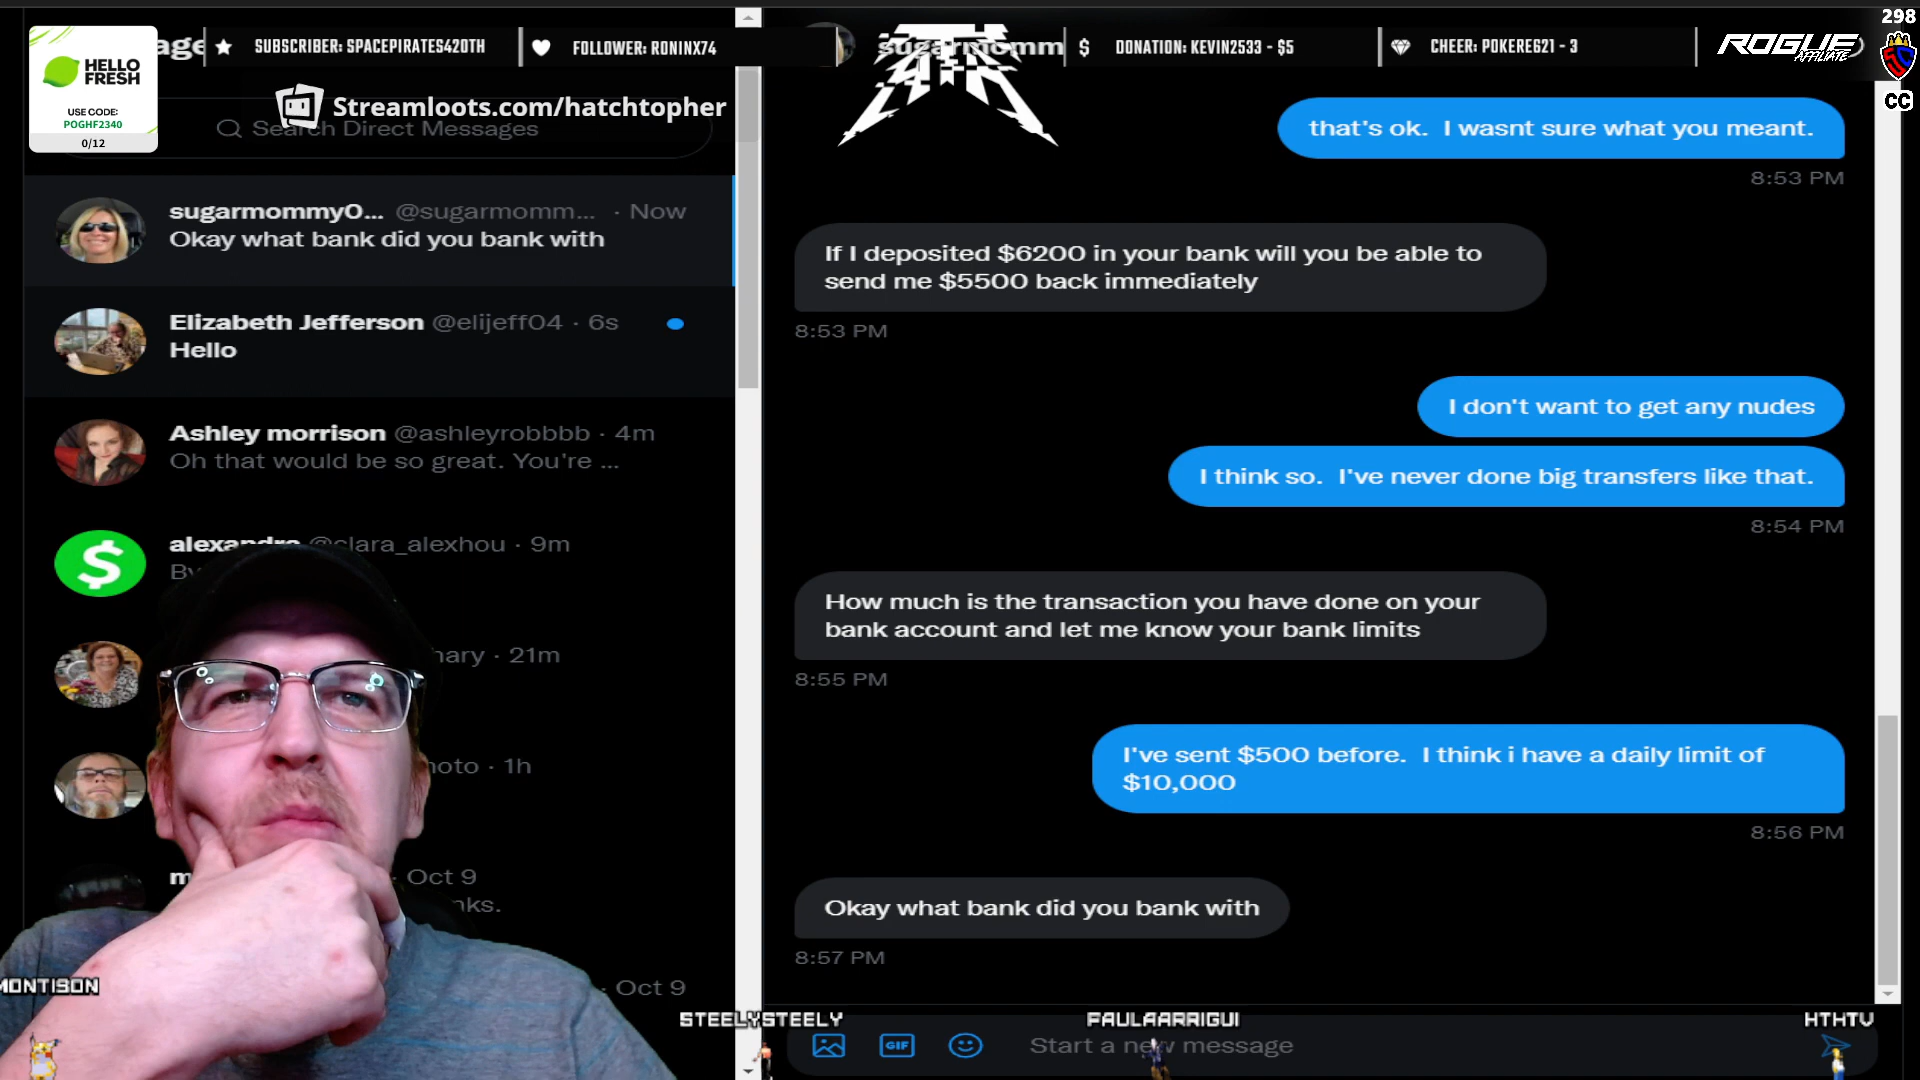 298
HELLO
FRESH
USE CODE:
POGHF2340
0/12
SUBSCRIBER: SPACEPIRATES420TH
FOLLOWER: RONINX74
sugarmomm
DONATION: KEVIN2533 - $5
CHEER: POKERE621 - 3
ROGUE
AFFILIATE
CC
Streamloots.com/hatchtopher
Search Direct Messages
sugarmommyO... @sugarmomm... · Now
Okay what bank did you bank with
Elizabeth Jefferson @elijeff04 · 6s
Hello
Ashley morrison @ashleyrobbbb · 4m
Oh that would be so great. You're ...
alexandra @clara_alexhou · 9m
By
· 21m
· 1h
· Oct 9
· Oct 9
that's ok. I wasnt sure what you meant.
8:53 PM
If I deposited $6200 in your bank will you be able to
send me $5500 back immediately
8:53 PM
I don't want to get any nudes
I think so. I've never done big transfers like that.
8:54 PM
How much is the transaction you have done on your
bank account and let me know your bank limits
8:55 PM
I've sent $500 before. I think i have a daily limit of
$10,000
8:56 PM
Okay what bank did you bank with
8:57 PM
GIF
Start a new message
MONTISON
STEELYSTEELY
FAULAARRIGUI
HTHTV